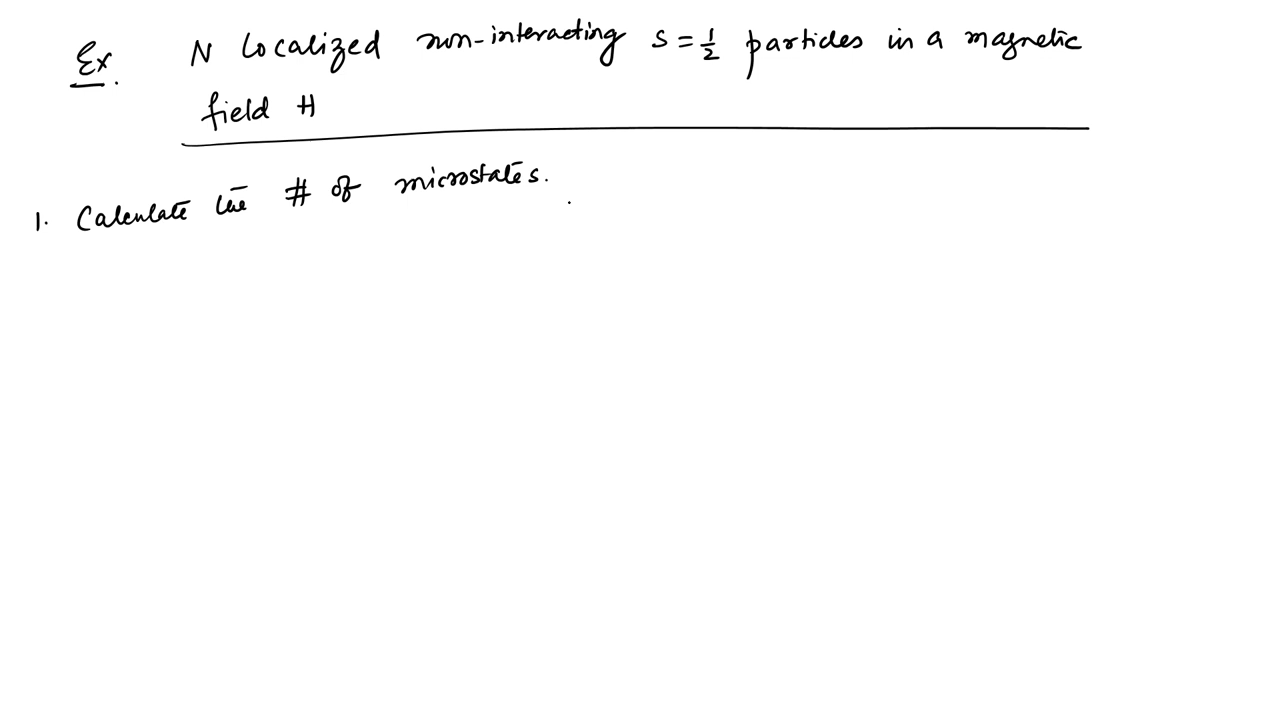 Ex. N localized non-interacting S = 1/2 particles in a magnetic
field H
1. Calculate the # of microstates.